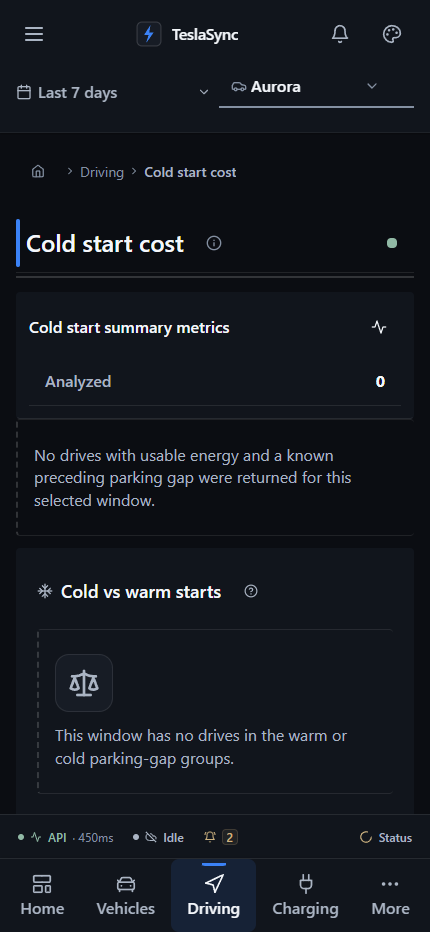 TeslaSync
Last 7 days
Aurora
Driving
Cold start cost
Cold start cost
Cold start summary metrics
Analyzed 0
No drives with usable energy and a known
preceding parking gap were returned for this
selected window.
Cold vs warm starts
This window has no drives in the warm or
cold parking-gap groups.
API · 450ms Idle 2 Status
Home Vehicles Driving Charging More